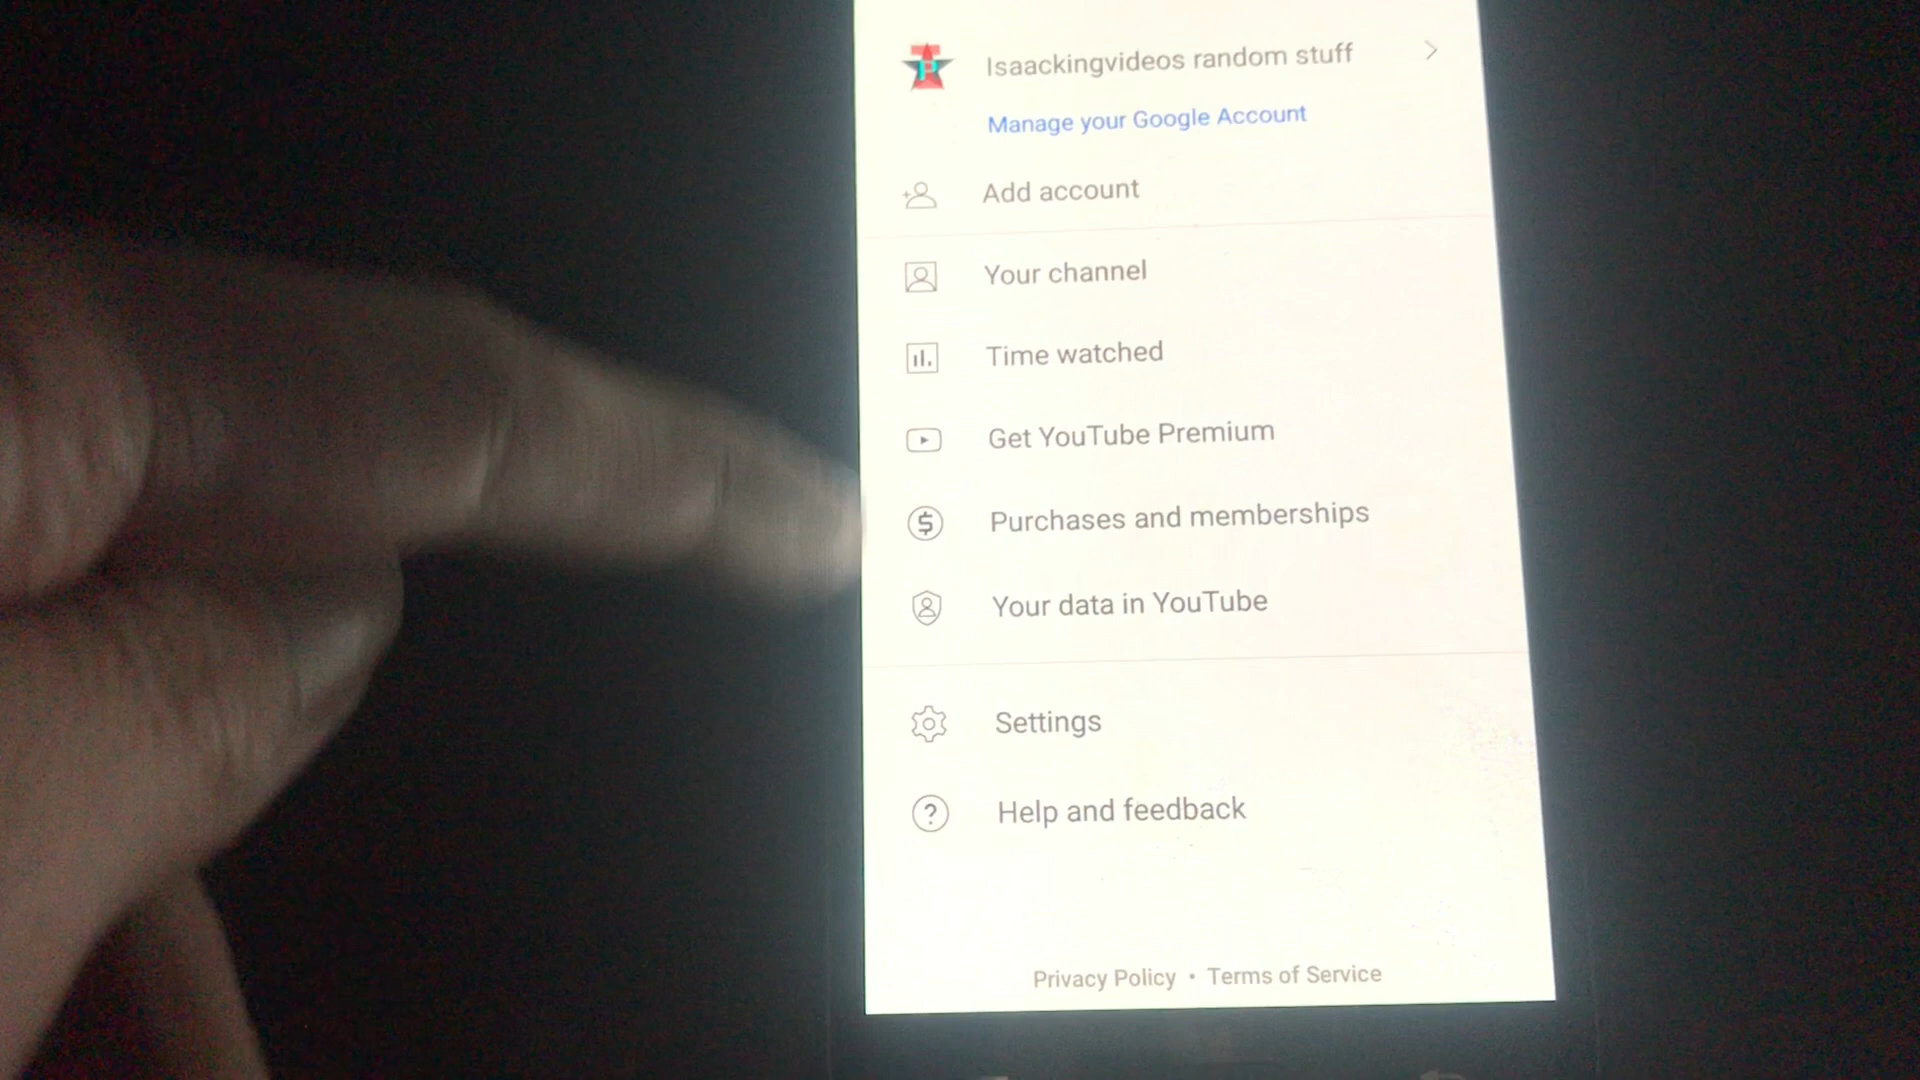 Isaackingvideos random stuff
Manage your Google Account
Add account
Your channel
Time watched
Get YouTube Premium
Purchases and memberships
Your data in YouTube
Settings
Help and feedback
Privacy Policy • Terms of Service